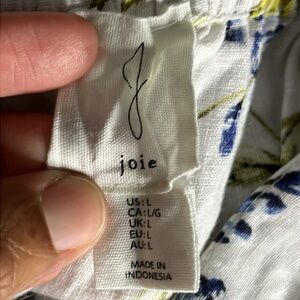 joie
US: L
CA: L/G
UK: L
EU: L
AU: L
MADE IN
INDONESIA